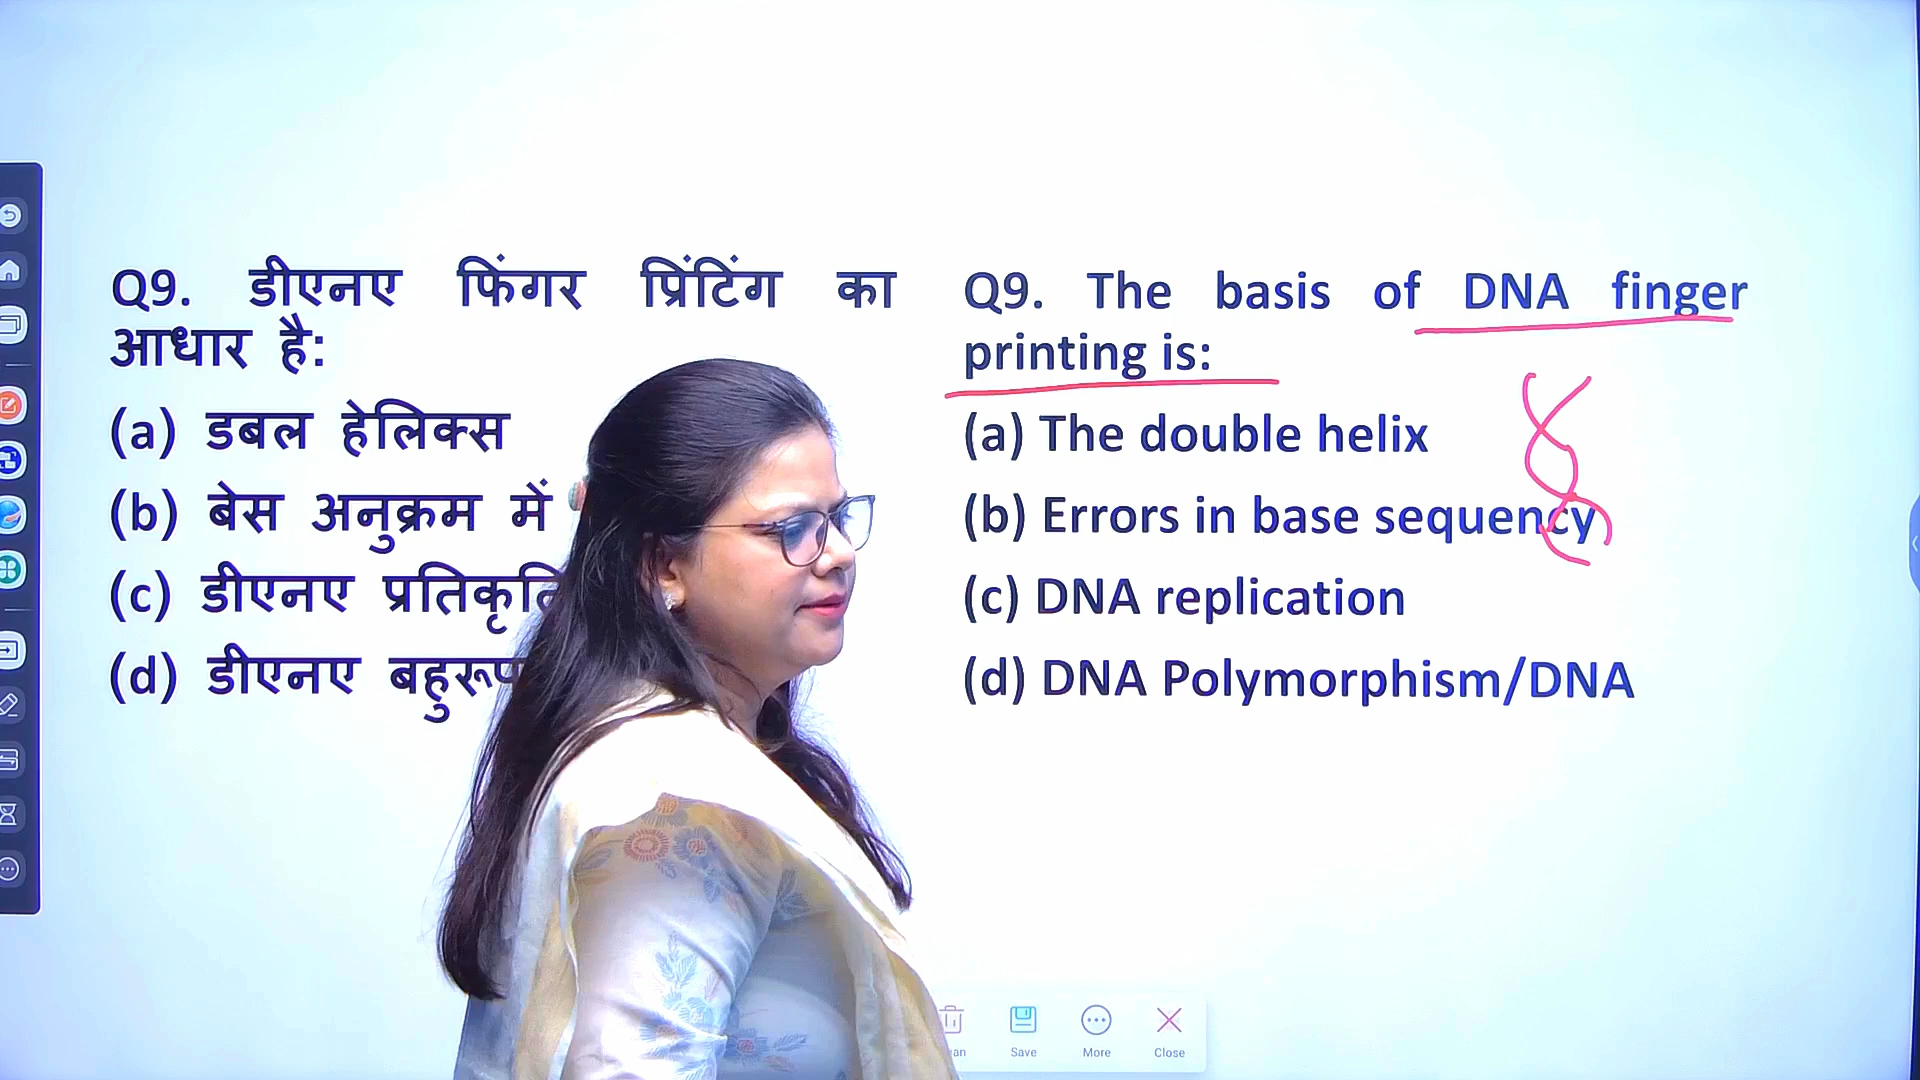 Q9. डीएनए फिंगर प्रिंटिंग का
आधार है:
(a) डबल हेलिक्स
(b) बेस अनुक्रम में
(c) डीएनए
(d) डीएनए
Q9. The basis of DNA finger
printing is:
(a) The double helix
(b) Errors in base sequency
(c) DNA replication
(d) DNA Polymorphism/DNA
Save
More
Close